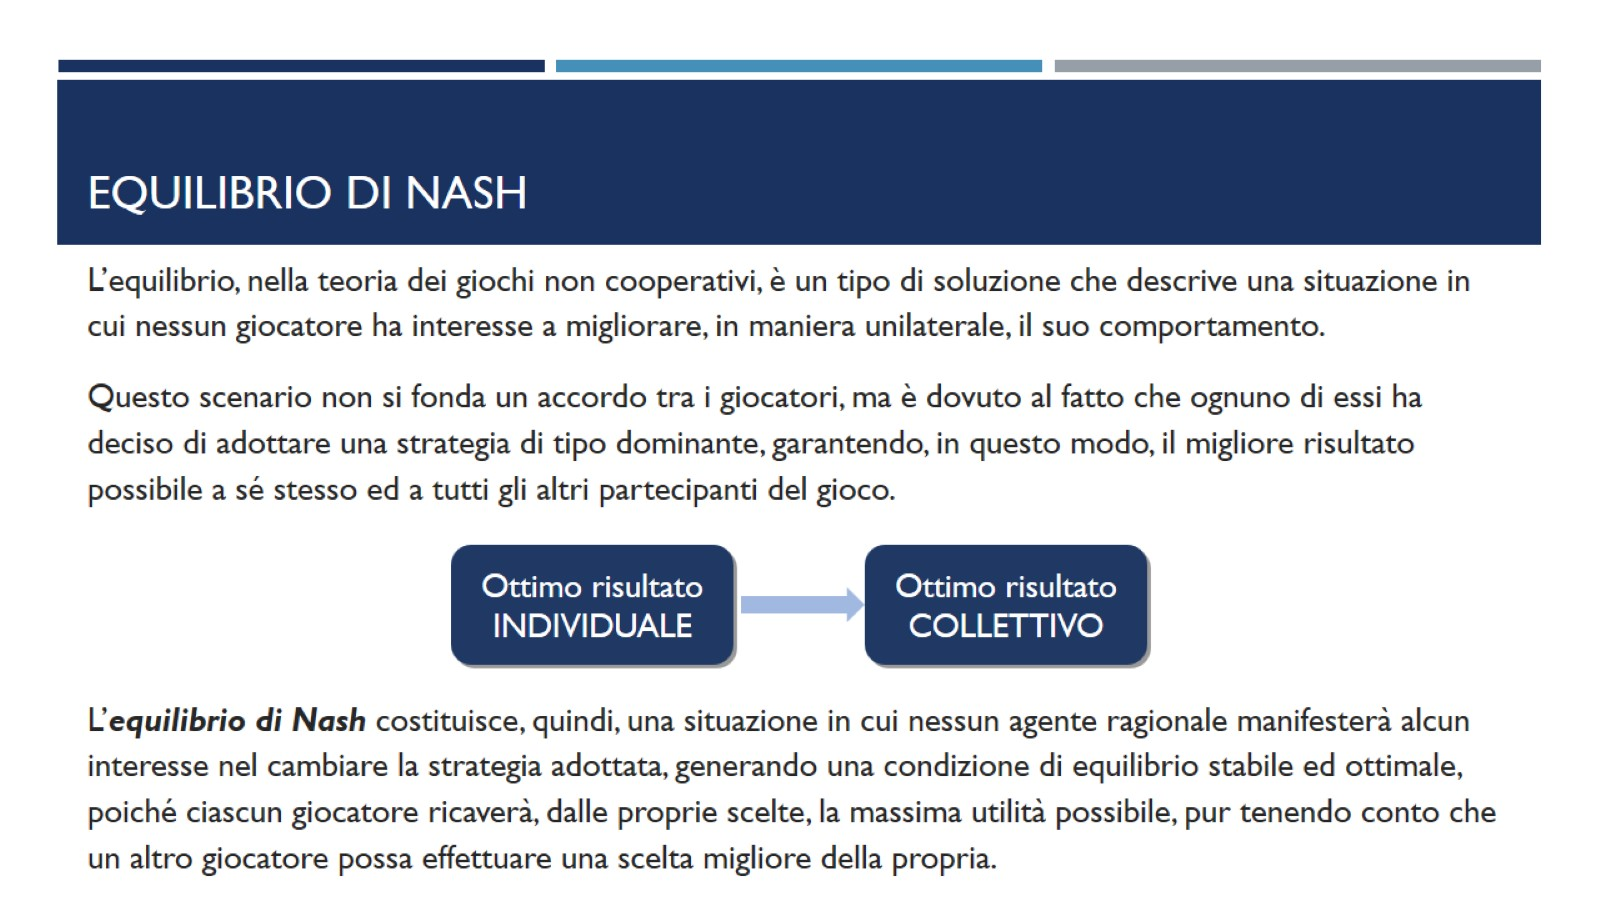 EQUILIBRIO DI NASH
L’equilibrio, nella teoria dei giochi non cooperativi, è un tipo di soluzione che descrive una situazione in
cui nessun giocatore ha interesse a migliorare, in maniera unilaterale, il suo comportamento.
Questo scenario non si fonda un accordo tra i giocatori, ma è dovuto al fatto che ognuno di essi ha
deciso di adottare una strategia di tipo dominante, garantendo, in questo modo, il migliore risultato
possibile a sé stesso ed a tutti gli altri partecipanti del gioco.
Ottimo risultato
INDIVIDUALE
Ottimo risultato
COLLETTIVO
L’equilibrio di Nash costituisce, quindi, una situazione in cui nessun agente ragionale manifesterà alcun
interesse nel cambiare la strategia adottata, generando una condizione di equilibrio stabile ed ottimale,
poiché ciascun giocatore ricaverà, dalle proprie scelte, la massima utilità possibile, pur tenendo conto che
un altro giocatore possa effettuare una scelta migliore della propria.